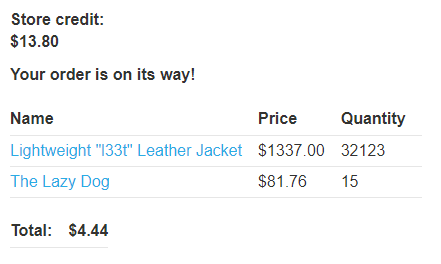 Store credit:
$13.80
Your order is on its way!
Name Price Quantity
Lightweight "l33t" Leather Jacket $1337.00 32123
The Lazy Dog $81.76 15
Total: $4.44